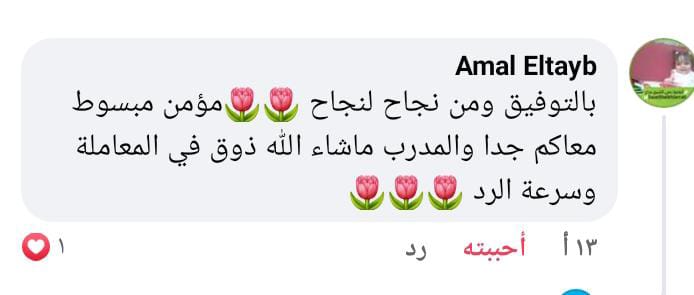 Amal Eltayb
بالتوفيق ومن نجاح لنجاح 🌷🌷مؤمن مبسوط
معاكم جدا والمدرب ماشاء الله ذوق في المعاملة
وسرعة الرد 🌷🌷🌷
١٣ أ أحببته رد ١